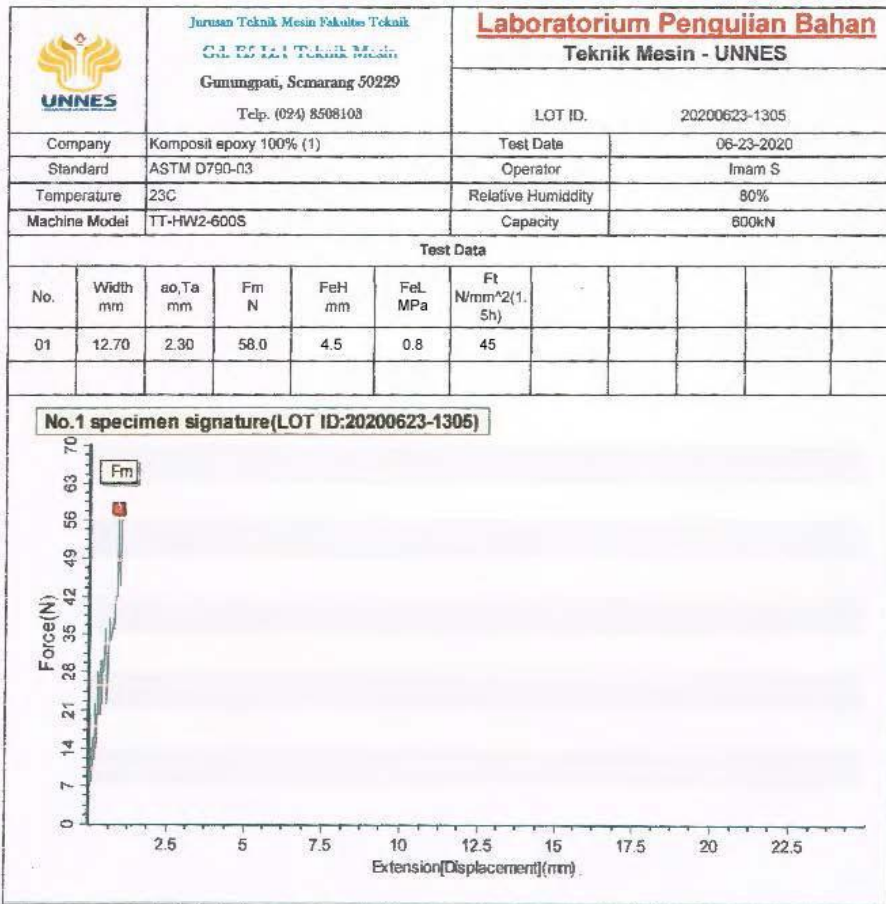 UNNES
Jurusan Teknik Mesin Fakultas Teknik
Gd. E5 Lt.1 Teknik Mesin
Gunungpati, Semarang 50229
Telp. (024) 8508103
Laboratorium Pengujian Bahan
Teknik Mesin - UNNES
LOT ID. 20200623-1305
Company Komposit epoxy 100% (1) Test Date 06-23-2020
Standard ASTM D790-03 Operator Imam S
Temperature 23C Relative Humiddity 80%
Machine Model TT-HW2-600S Capacity 600kN
Test Data
No. Width mm ao,Ta mm Fm N FeH mm FeL MPa Ft N/mm^2(1.5h)
01 12.70 2.30 58.0 4.5 0.8 45
No.1 specimen signature(LOT ID:20200623-1305)
Fm
Force(N)
70
63
56
49
42
35
28
21
14
7
0
2.5 5 7.5 10 12.5 15 17.5 20 22.5
Extension[Displacement](mm)